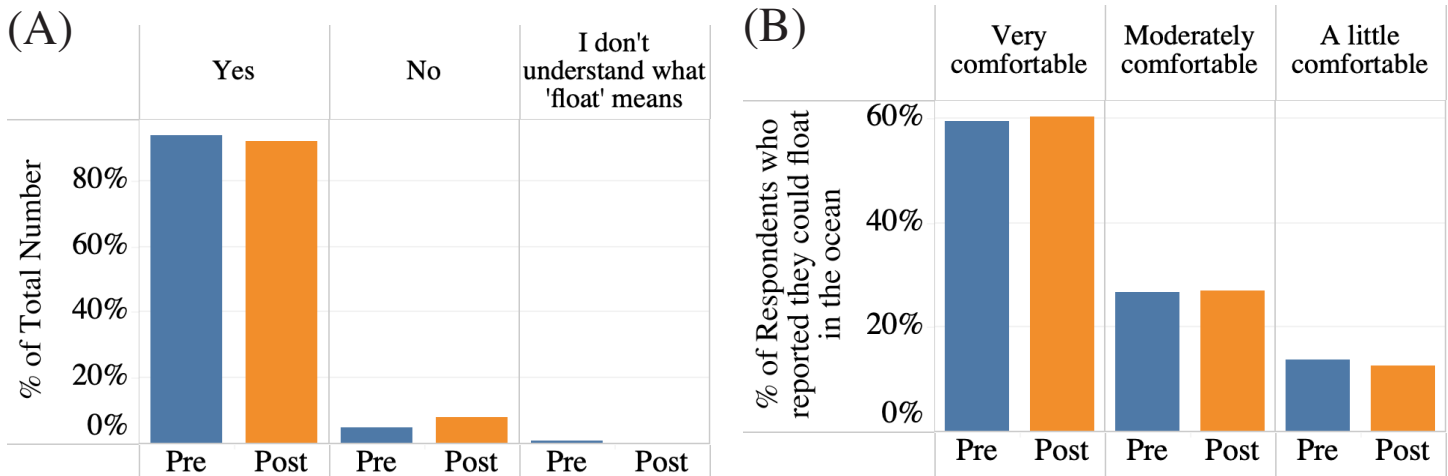 (A)
Yes
No
I don't
understand what
'float' means
% of Total Number
80%
60%
40%
20%
0%
Pre
Post
Pre
Post
Pre
Post
(B)
Very
comfortable
Moderately
comfortable
A little
comfortable
% of Respondents who
reported they could float
in the ocean
60%
40%
20%
0%
Pre
Post
Pre
Post
Pre
Post